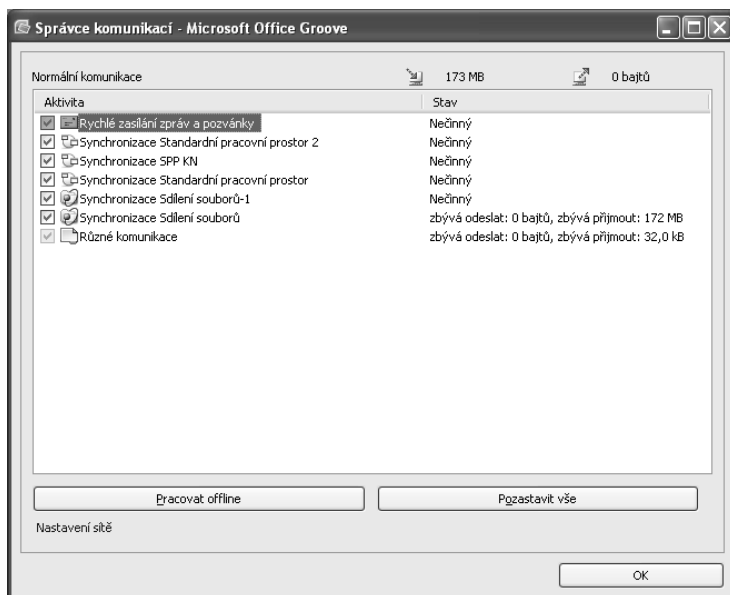 Správce komunikací - Microsoft Office Groove
Normální komunikace 173 MB 0 bajtů
Aktivita Stav
Rychlé zasílání zpráv a pozvánky Nečinný
Synchronizace Standardní pracovní prostor 2 Nečinný
Synchronizace SPP KN Nečinný
Synchronizace Standardní pracovní prostor Nečinný
Synchronizace Sdílení souborů-1 Nečinný
Synchronizace Sdílení souborů zbývá odeslat: 0 bajtů, zbývá přijmout: 172 MB
Různé komunikace zbývá odeslat: 0 bajtů, zbývá přijmout: 32,0 kB
Pracovat offline Pozastavit vše
Nastavení sítě
OK